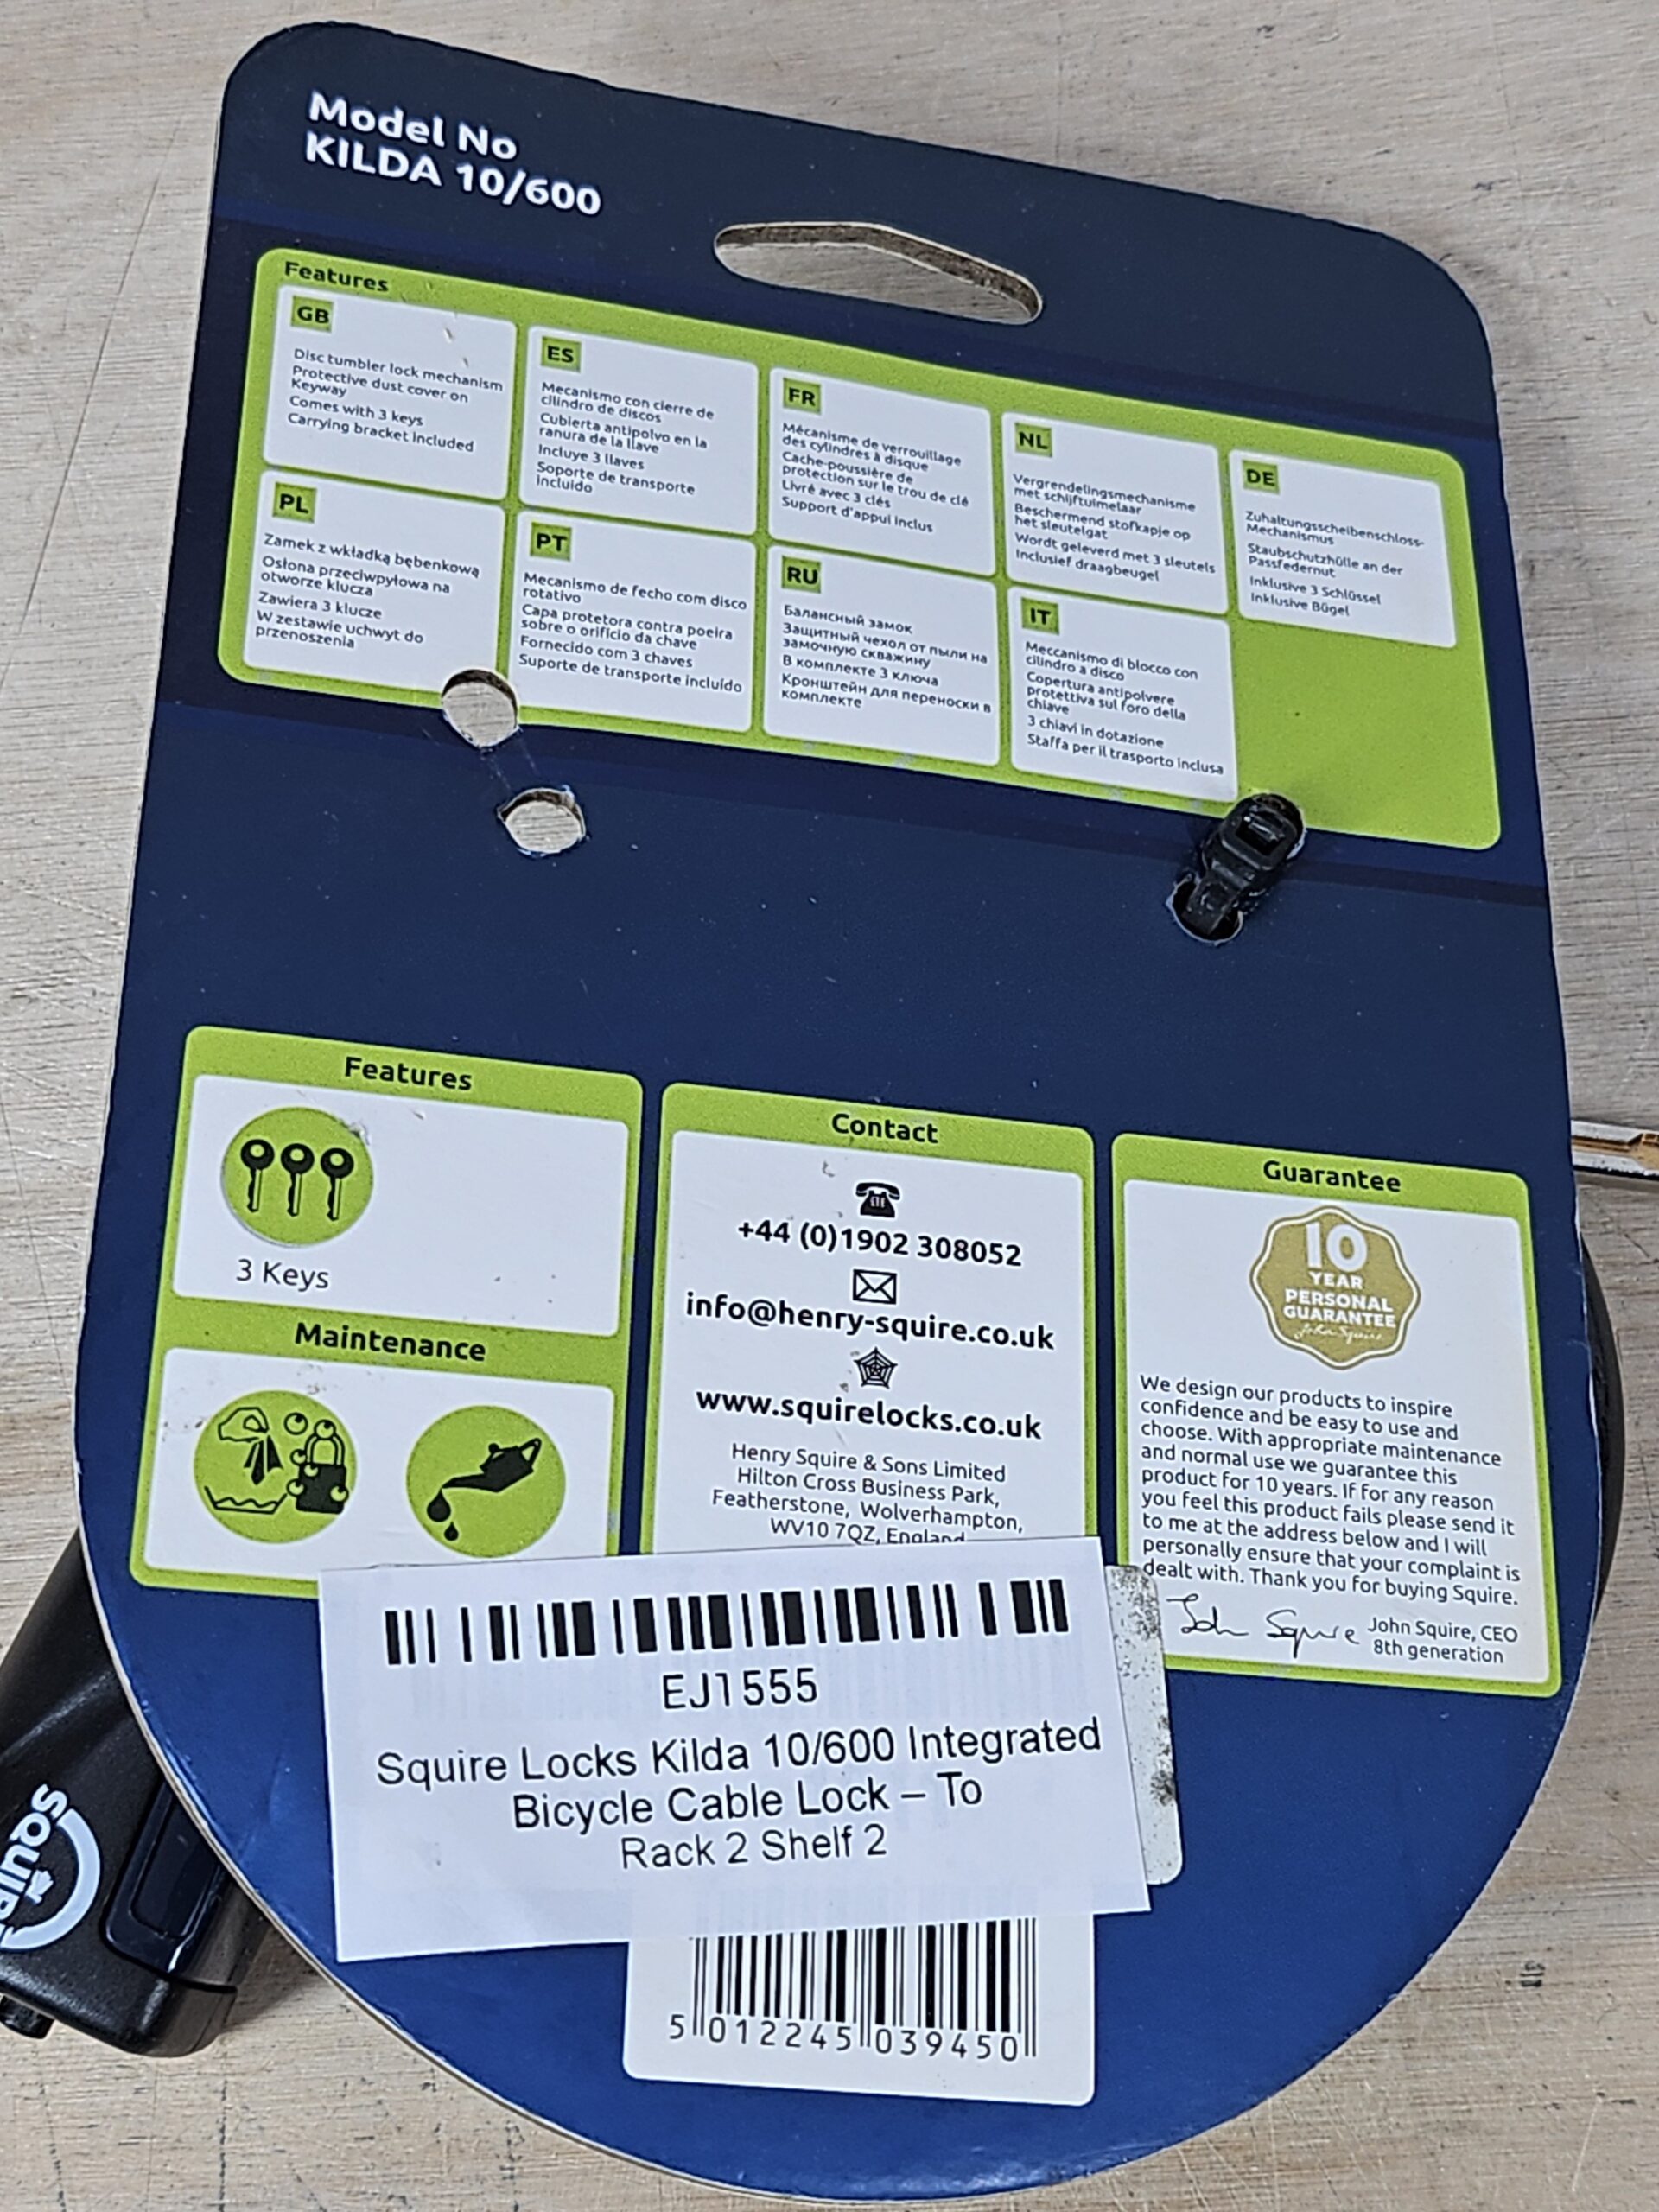 Model No
KILDA 10/600
Features
GB
Disc tumbler lock mechanism
Protective dust cover on
Keyway
Comes with 3 keys
Carrying bracket included
ES
Mecanismo con cierre de
cilindro de discos
Cubierta antipolvo en la
ranura de la llave
Incluye 3 llaves
Soporte de transporte
incluido
FR
Mécanisme de verrouillage
des cylindres à disque
Cache-poussière de
protection sur le trou de clé
Livré avec 3 clés
Support d'appui inclus
NL
Vergrendelingsmechanisme
met schijftuimelaar
Beschermend stofkapje op
het sleutelgat
Wordt geleverd met 3 sleutels
Inclusief draagbeugel
DE
Zuhaltungsscheibenschloss-
Mechanismus
Staubschutzhülle an der
Passfedernut
Inklusive 3 Schlüssel
Inklusive Bügel
PL
Zamek z wkładką bębenkową
Osłona przeciwpyłowa na
otworze klucza
Zawiera 3 klucze
W zestawie uchwyt do
przenoszenia
PT
Mecanismo de fecho com disco
rotativo
Capa protetora contra poeira
sobre o orifício da chave
Fornecido com 3 chaves
Suporte de transporte incluído
RU
Балансный замок
Защитный чехол от пыли на
замочную скважину
В комплекте 3 ключа
Кронштейн для переноски в
комплекте
IT
Meccanismo di blocco con
cilindro a disco
Copertura antipolvere
protettiva sul foro della
chiave
3 chiavi in dotazione
Staffa per il trasporto inclusa
Features
3 Keys
Maintenance
Contact
+44 (0)1902 308052
info@henry-squire.co.uk
www.squirelocks.co.uk
Henry Squire & Sons Limited
Hilton Cross Business Park,
Featherstone, Wolverhampton,
WV10 7QZ, England
Guarantee
10
YEAR
PERSONAL
GUARANTEE
John Squire
We design our products to inspire
confidence and be easy to use and
choose. With appropriate maintenance
and normal use we guarantee this
product for 10 years. If for any reason
you feel this product fails please send it
to me at the address below and I will
personally ensure that your complaint is
dealt with. Thank you for buying Squire.
John Squire
John Squire, CEO
8th generation
EJ1555
Squire Locks Kilda 10/600 Integrated
Bicycle Cable Lock – To
Rack 2 Shelf 2
5 012245 039450
SQUIRE